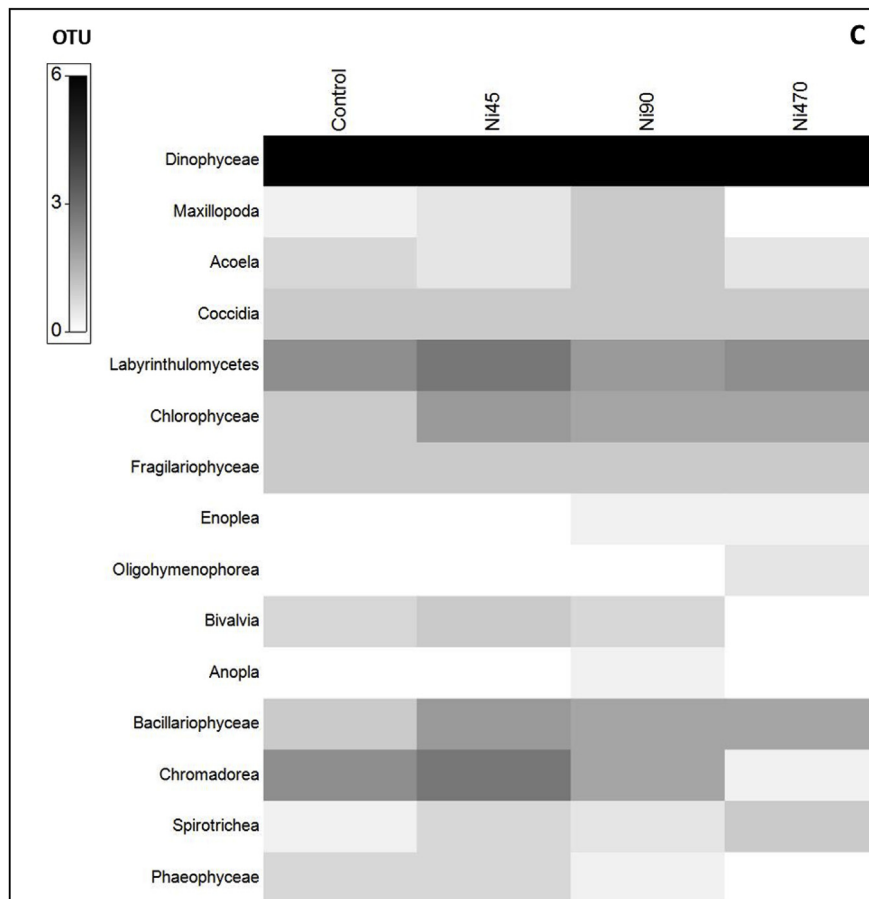 OTU
C
6
3
0
Control
Ni45
Ni90
Ni470
Dinophyceae
Maxillopoda
Acoela
Coccidia
Labyrinthulomycetes
Chlorophyceae
Fragilariophyceae
Enoplea
Oligohymenophorea
Bivalvia
Anopla
Bacillariophyceae
Chromadorea
Spirotrichea
Phaeophyceae